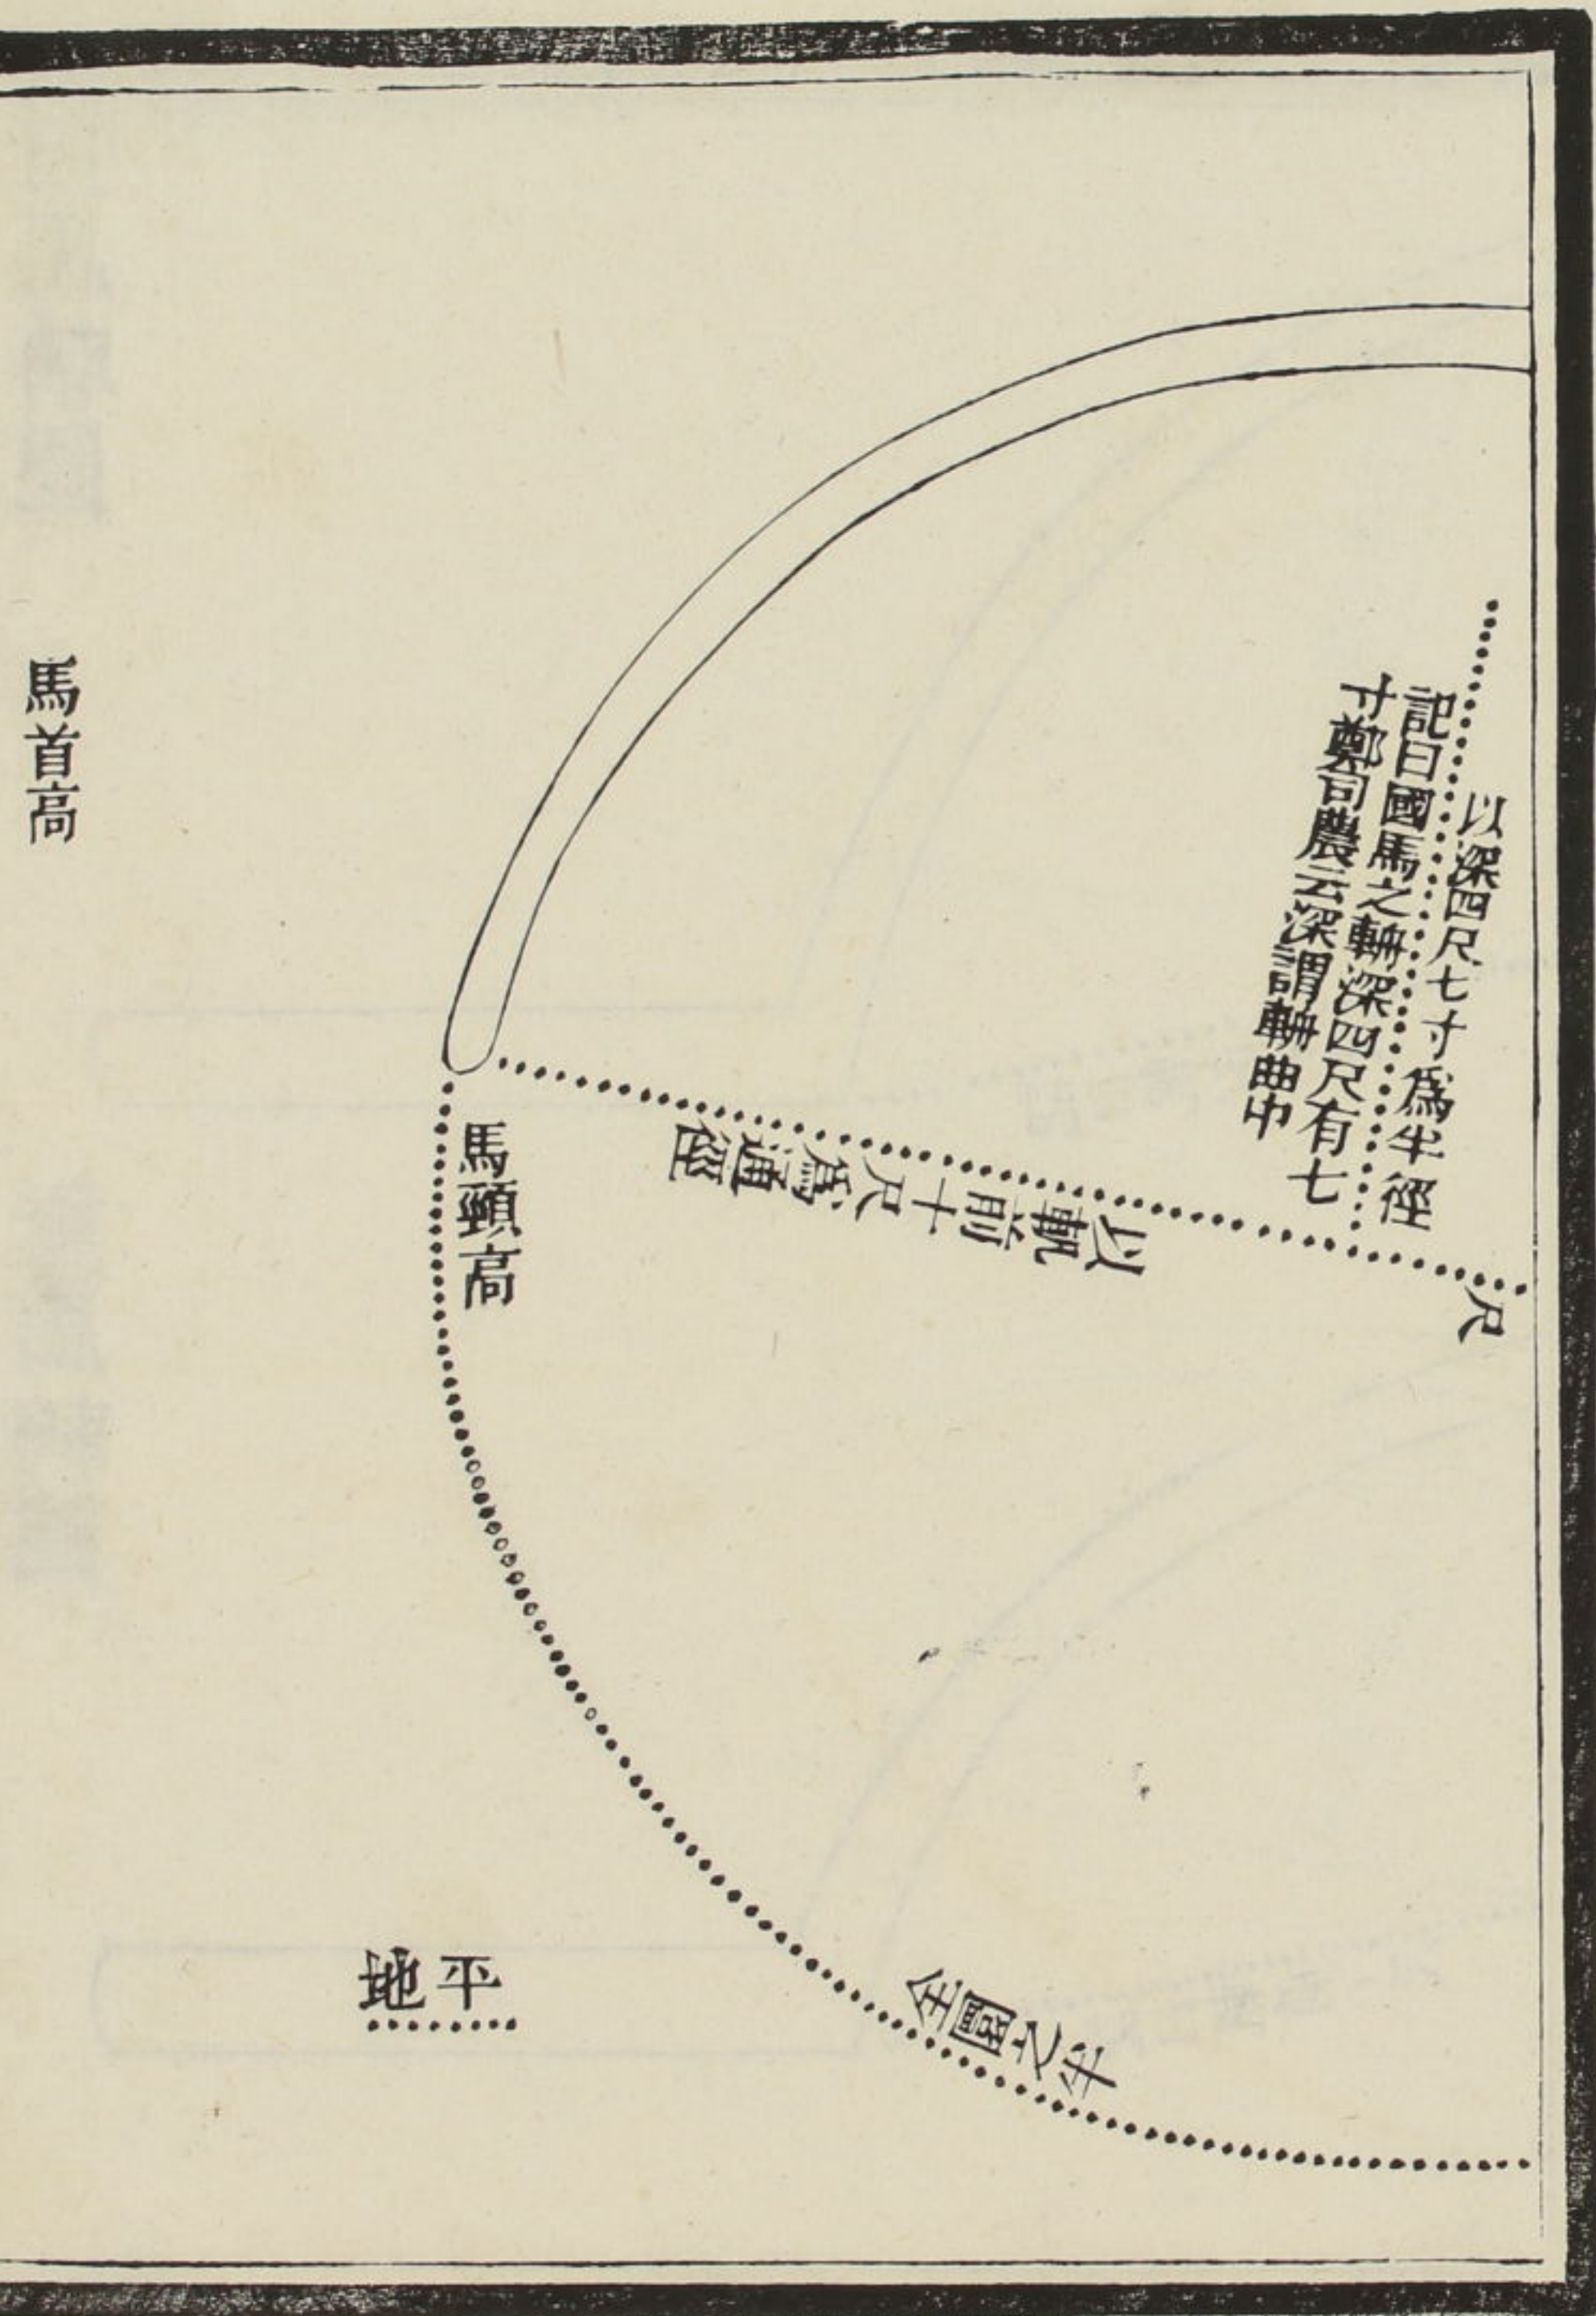 以深四尺七寸爲半徑
記曰國馬之輈深四尺有七
寸鄭司農云深謂輈曲中
尺
以軓前十尺爲通徑
馬頸高
全圜之半
平地
馬首高